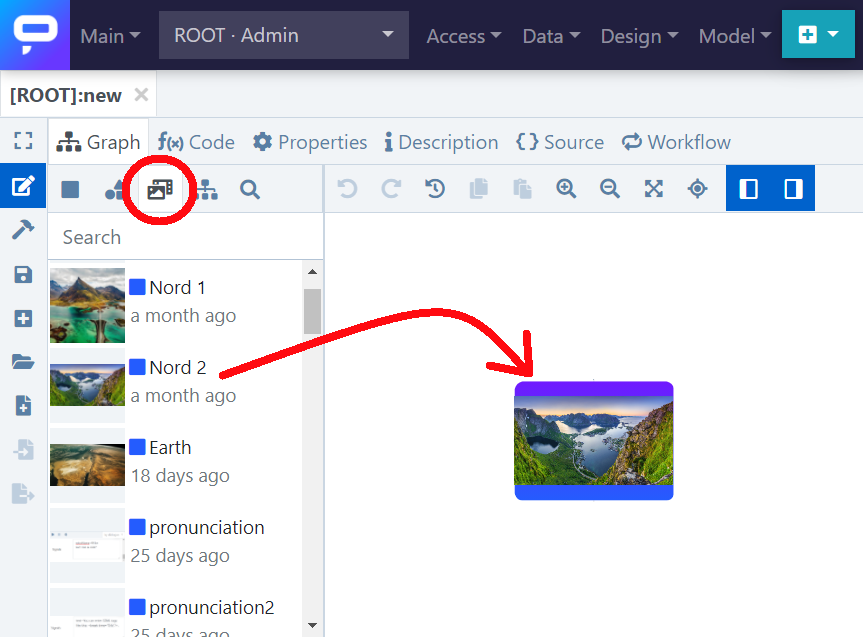 Main ROOT · Admin Access Data Design Model
[ROOT]:new
Graph f(x) Code Properties Description Source Workflow
Search
Nord 1
a month ago
Nord 2
a month ago
Earth
18 days ago
pronunciation
25 days ago
pronunciation2
25 days ago